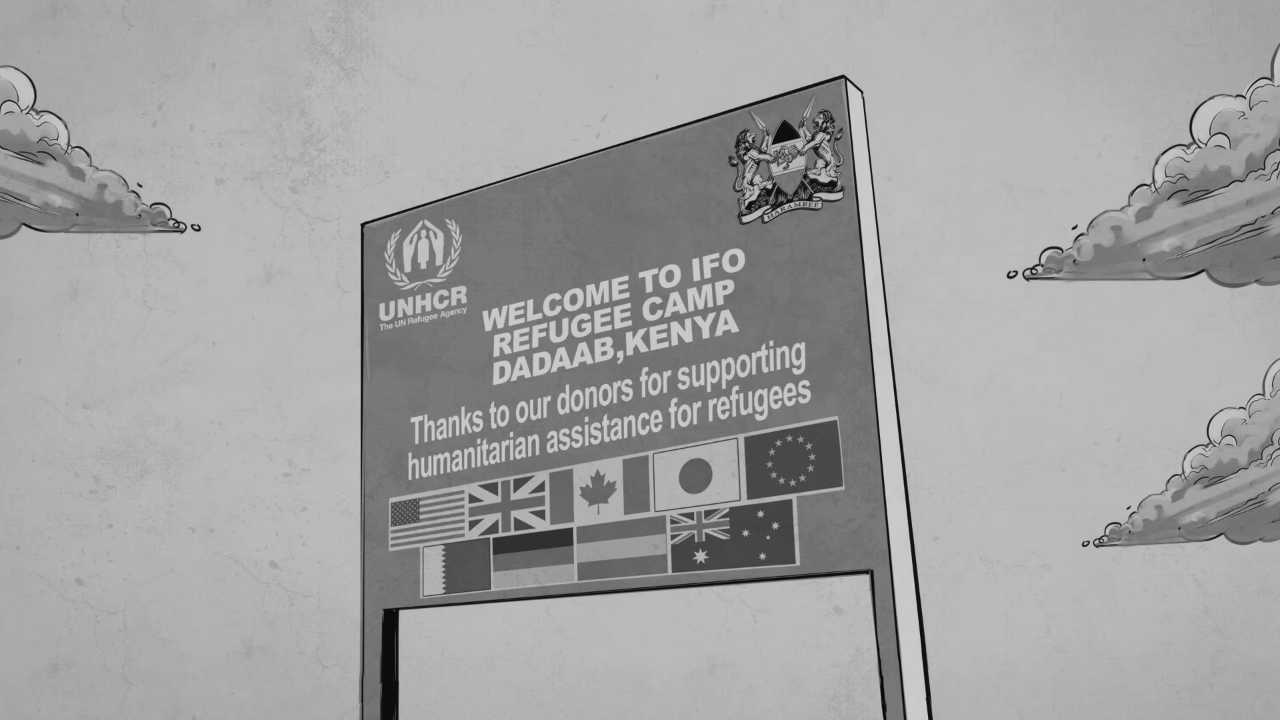 UNHCR
The UN Refugee Agency
HARAMBEE
WELCOME TO IFO
REFUGEE CAMP
DADAAB,KENYA
Thanks to our donors for supporting
humanitarian assistance for refugees